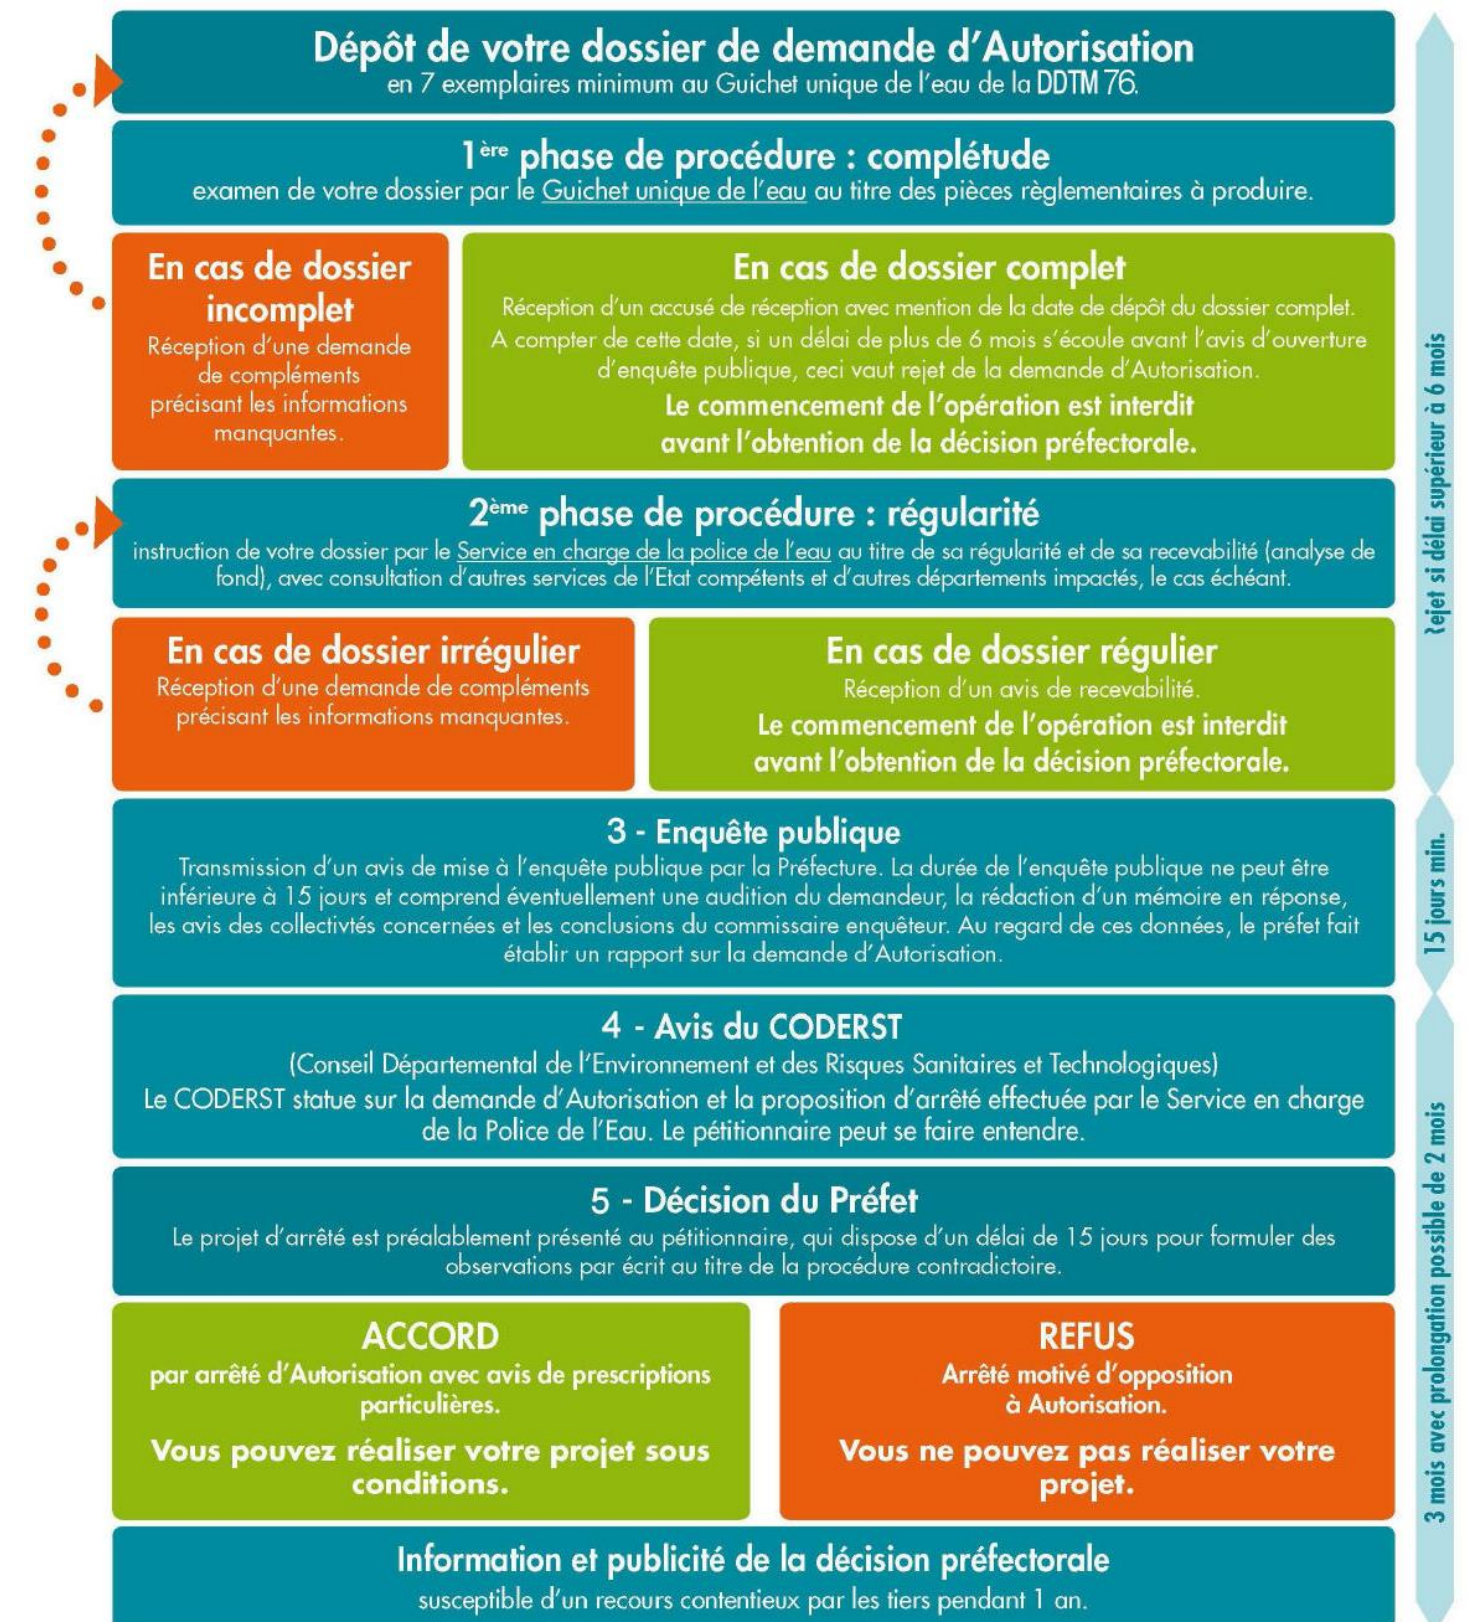 Dépôt de votre dossier de demande d'Autorisation
en 7 exemplaires minimum au Guichet unique de l'eau de la DDTM 76.
1ère phase de procédure : complétude
examen de votre dossier par le Guichet unique de l'eau au titre des pièces règlementaires à produire.
En cas de dossier
incomplet
Réception d'une demande
de compléments
précisant les informations
manquantes.
En cas de dossier complet
Réception d'un accusé de réception avec mention de la date de dépôt du dossier complet.
A compter de cette date, si un délai de plus de 6 mois s'écoule avant l'avis d'ouverture
d'enquête publique, ceci vaut rejet de la demande d'Autorisation.
Le commencement de l'opération est interdit
avant l'obtention de la décision préfectorale.
2ème phase de procédure : régularité
instruction de votre dossier par le Service en charge de la police de l'eau au titre de sa régularité et de sa recevabilité (analyse de
fond), avec consultation d'autres services de l'Etat compétents et d'autres départements impactés, le cas échéant.
En cas de dossier irrégulier
Réception d'une demande de compléments
précisant les informations manquantes.
En cas de dossier régulier
Réception d'un avis de recevabilité.
Le commencement de l'opération est interdit
avant l'obtention de la décision préfectorale.
Rejet si délai supérieur à 6 mois
3 - Enquête publique
Transmission d'un avis de mise à l'enquête publique par la Préfecture. La durée de l'enquête publique ne peut être
inférieure à 15 jours et comprend éventuellement une audition du demandeur, la rédaction d'un mémoire en réponse,
les avis des collectivtés concernées et les conclusions du commissaire enquêteur. Au regard de ces données, le préfet fait
établir un rapport sur la demande d'Autorisation.
15 jours min.
4 - Avis du CODERST
(Conseil Départemental de l'Environnement et des Risques Sanitaires et Technologiques)
Le CODERST statue sur la demande d'Autorisation et la proposition d'arrêté effectuée par le Service en charge
de la Police de l'Eau. Le pétitionnaire peut se faire entendre.
5 - Décision du Préfet
Le projet d'arrêté est préalablement présenté au pétitionnaire, qui dispose d'un délai de 15 jours pour formuler des
observations par écrit au titre de la procédure contradictoire.
ACCORD
par arrêté d'Autorisation avec avis de prescriptions
particulières.
Vous pouvez réaliser votre projet sous
conditions.
REFUS
Arrêté motivé d'opposition
à Autorisation.
Vous ne pouvez pas réaliser votre
projet.
3 mois avec prolongation possible de 2 mois
Information et publicité de la décision préfectorale
susceptible d'un recours contentieux par les tiers pendant 1 an.